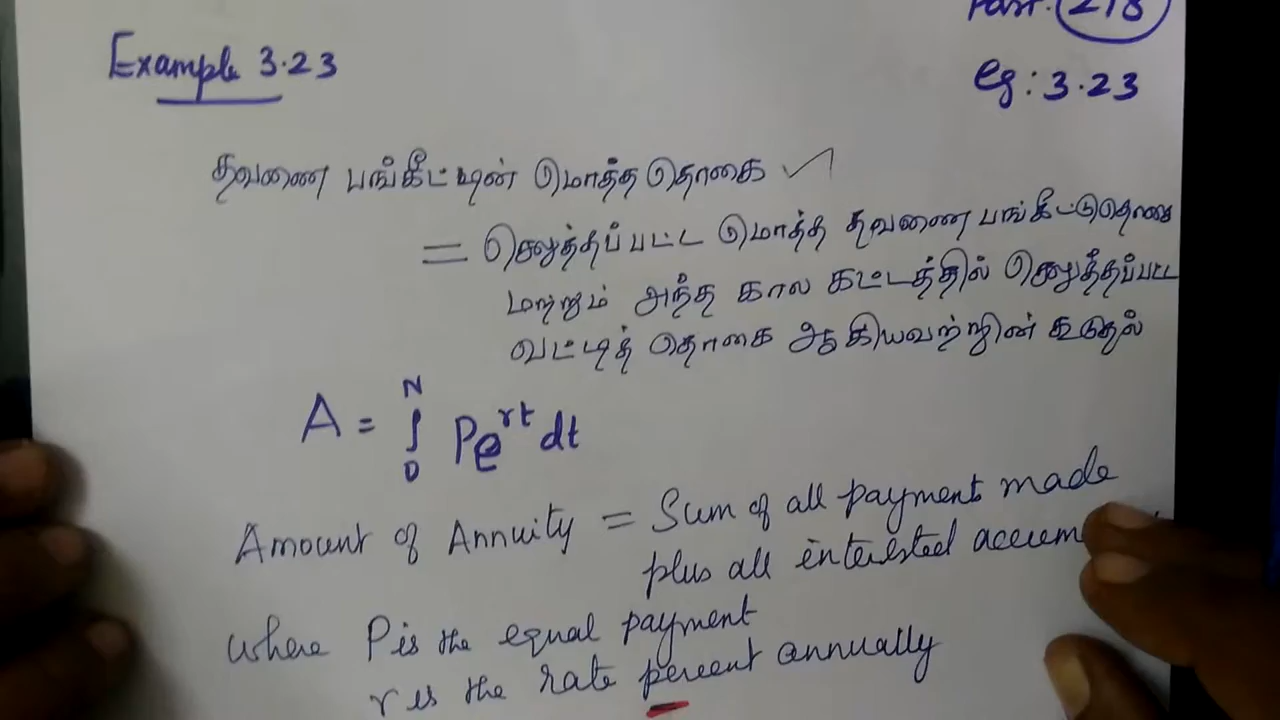 Part. 218
Example 3.23
eg: 3.23
தவணை பங்கீட்டின் மொத்த தொகை ✓
= செலுத்தப்பட்ட மொத்த தவணை பங்கீட்டுதொகை
மற்றும் அந்த கால கட்டத்தில் செலுத்தப்பட்ட
வட்டித் தொகை ஆகியவற்றின் கூடுதல்
A = ∫₀ᴺ Pe^rt dt
Amount of Annuity = Sum of all payment made
plus all interested accum
where P is the equal payment
r is the rate percent annually